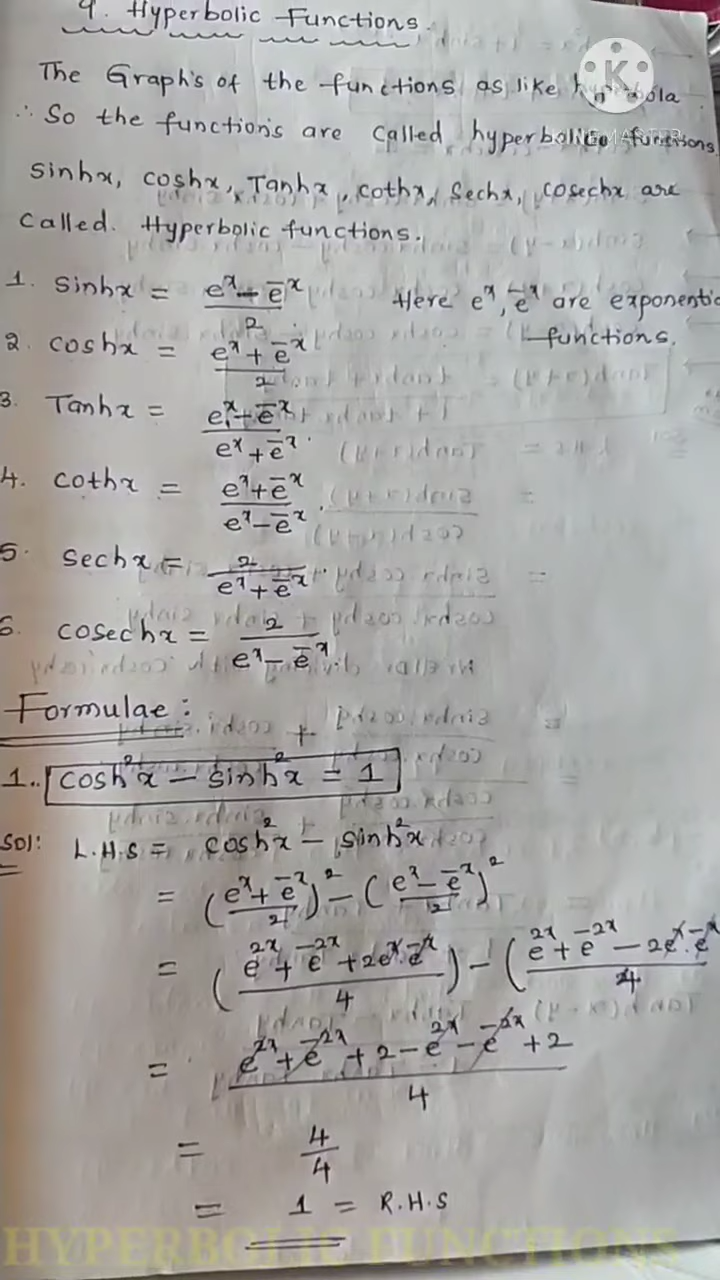 9. Hyperbolic Functions.
The Graph's of the functions as like
∴ So the function's are called hyperbolic functions
sinhx, coshx, Tanhx, cothx, Sechx, cosechx are
called. Hyperbolic functions.
1. sinhx = (e^x - e^-x)/2 Here e^x, e^-x are exponentic
2. coshx = (e^x + e^-x)/2 functions.
3. Tanhx = (e^x - e^-x)/(e^x + e^-x).
4. cothx = (e^x + e^-x)/(e^x - e^-x).
5. sechx = 2/(e^x + e^-x).
6. cosechx = 2/(e^x - e^-x).
Formulae:
1.. cosh²x - sinh²x = 1
Sol: L.H.S = cosh²x - sinh²x
= ((e^x + e^-x)/2)² - ((e^x - e^-x)/2)²
= ((e^2x + e^-2x + 2e^x.e^-x)/4) - ((e^2x + e^-2x - 2e^x.e^-x)/4
= (e^2x + e^-2x + 2 - e^2x - e^-2x + 2)/4
= 4/4
= 1 = R.H.S
HYPERBOLIC FUNCTIONS